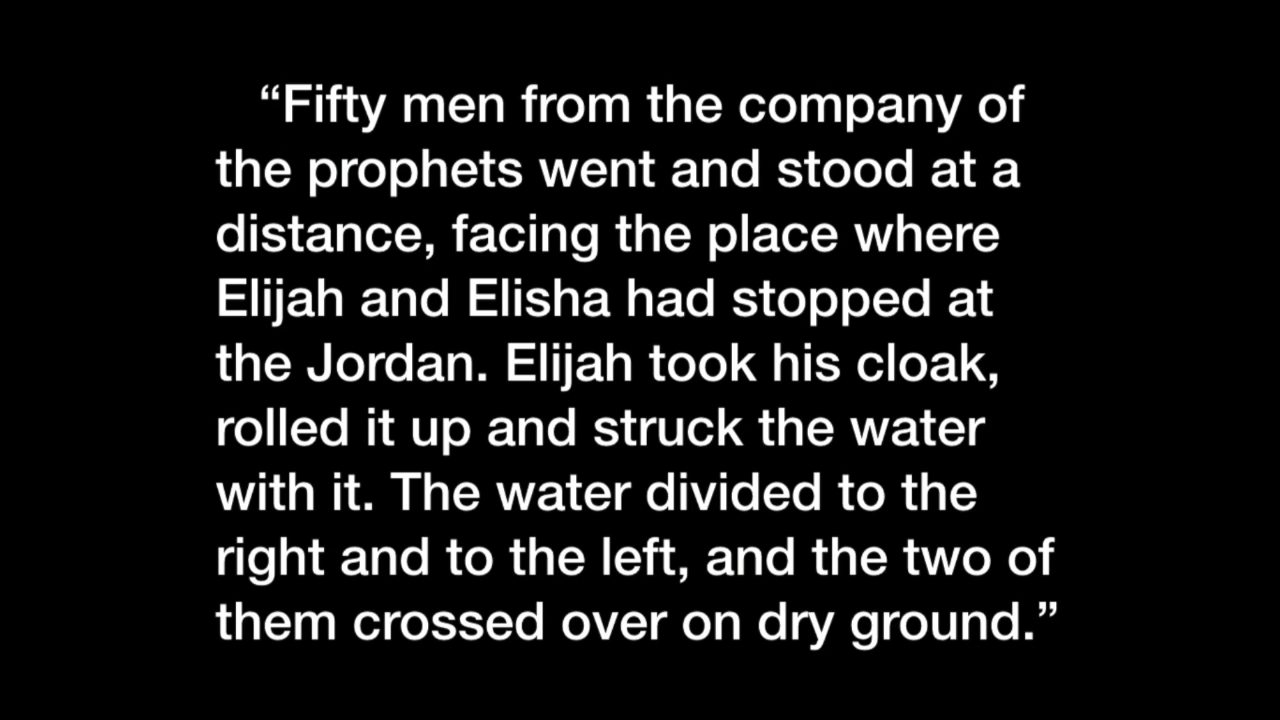 “Fifty men from the company of
the prophets went and stood at a
distance, facing the place where
Elijah and Elisha had stopped at
the Jordan. Elijah took his cloak,
rolled it up and struck the water
with it. The water divided to the
right and to the left, and the two of
them crossed over on dry ground.”